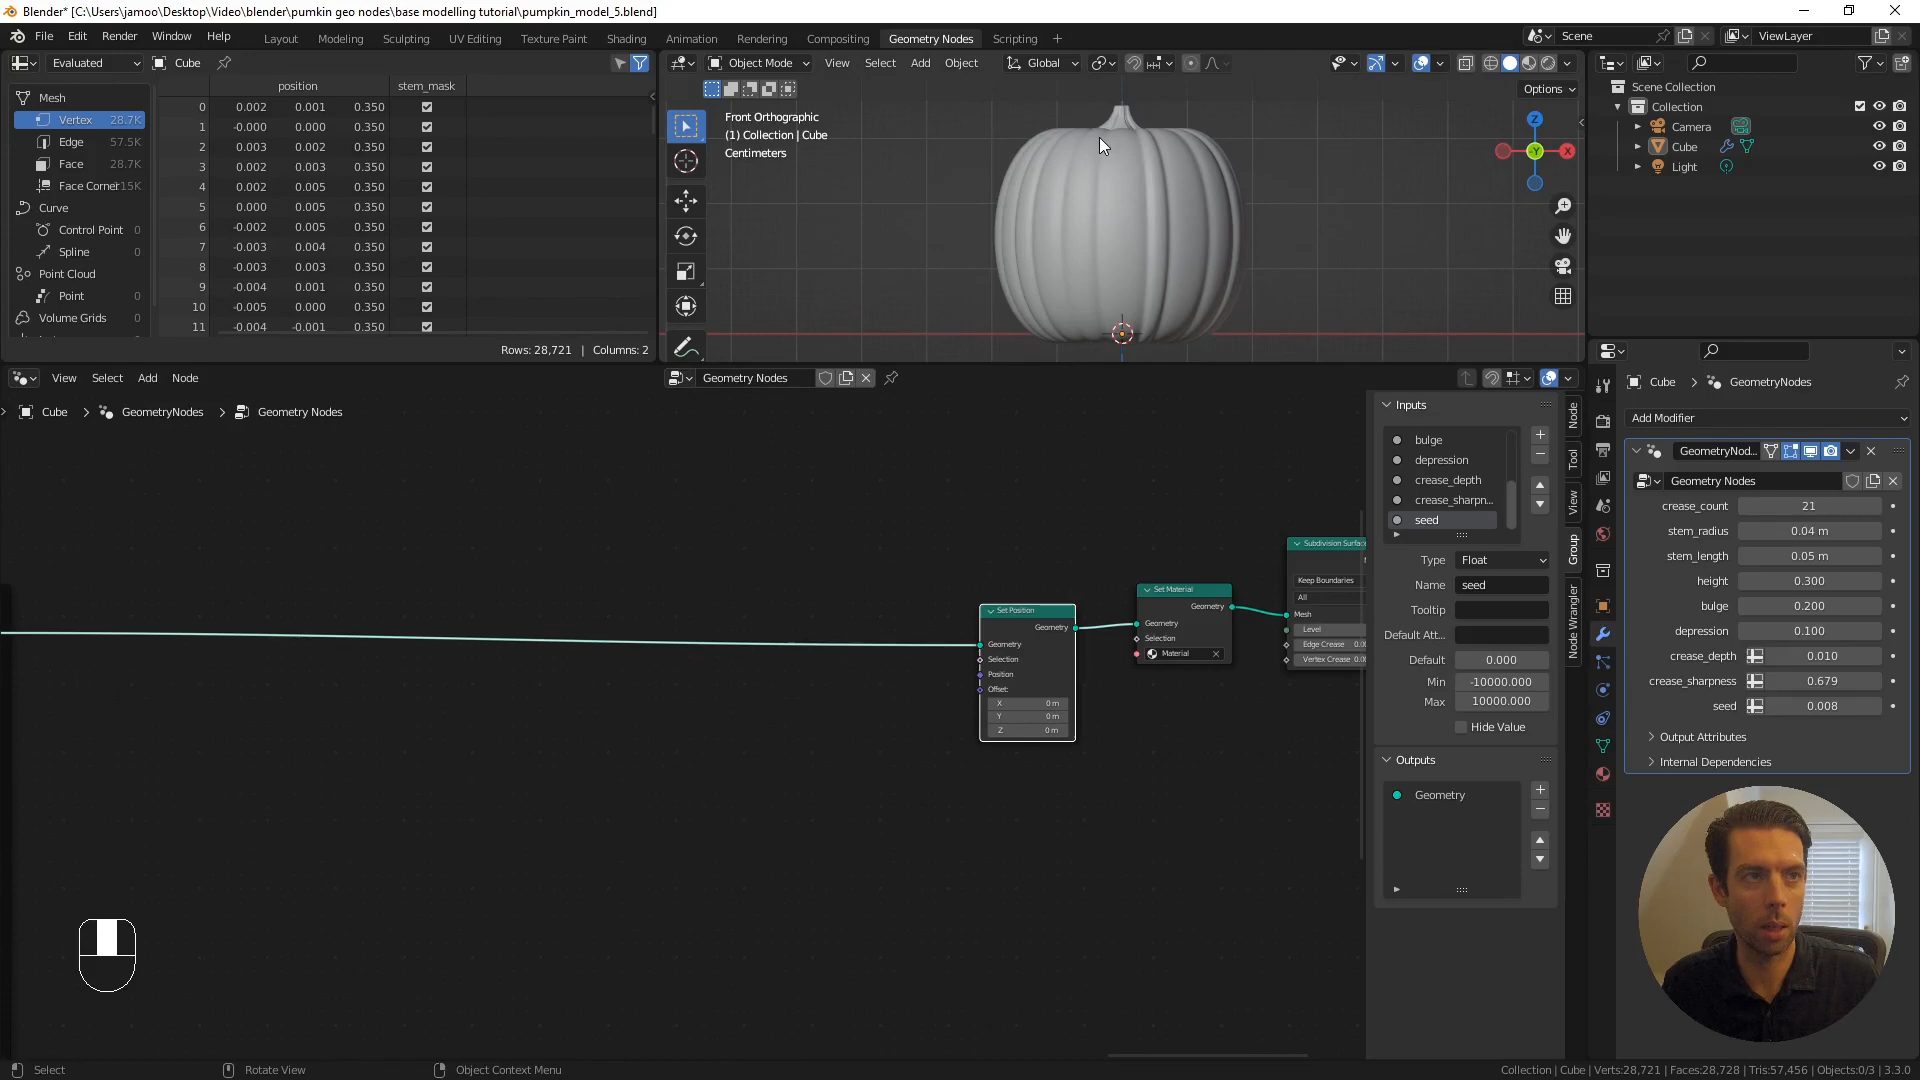 Blender* [C:\Users\jamoo\Desktop\Video\blender\pumkin geo nodes\base modelling tutorial\pumpkin_model_5.blend]
File Edit Render Window Help Layout Modeling Sculpting UV Editing Texture Paint Shading Animation Rendering Compositing Geometry Nodes Scripting + Scene ViewLayer
Evaluated Cube
Object Mode View Select Add Object Global
Options
position stem_mask
Mesh
Vertex 28.7K
Edge 57.5K
Face 28.7K
Face Corner 15K
Curve
Control Point 0
Spline 0
Point Cloud
Point 0
Volume Grids 0
0 0.002 0.001 0.350
1 -0.000 0.000 0.350
2 0.003 0.002 0.350
3 0.002 0.003 0.350
4 0.002 0.005 0.350
5 0.000 0.005 0.350
6 -0.002 0.005 0.350
7 -0.003 0.004 0.350
8 -0.003 0.003 0.350
9 -0.004 0.001 0.350
10 -0.005 0.000 0.350
11 -0.004 -0.001 0.350
Rows: 28,721 | Columns: 2
Front Orthographic
(1) Collection | Cube
Centimeters
Z
-Y
X
Scene Collection
Collection
Camera
Cube
Light
View Select Add Node
Geometry Nodes
Cube > GeometryNodes > Geometry Nodes
Set Position
Geometry
Geometry
Selection
Position
Offset:
X 0 m
Y 0 m
Z 0 m
Set Material
Geometry
Geometry
Selection
Material
Subdivision Surface
Keep Boundaries
All
Mesh
Level
Edge Crease 0.00
Vertex Crease 0.00
Inputs
bulge
depression
crease_depth
crease_sharpn...
seed
Type Float
Name seed
Tooltip
Default Att...
Default 0.000
Min -10000.000
Max 10000.000
Hide Value
Outputs
Geometry
Node
Tool
View
Group
Node Wrangler
Cube > GeometryNodes
Add Modifier
GeometryNod...
Geometry Nodes
crease_count 21
stem_radius 0.04 m
stem_length 0.05 m
height 0.300
bulge 0.200
depression 0.100
crease_depth 0.010
crease_sharpness 0.679
seed 0.008
Output Attributes
Internal Dependencies
Select Rotate View Object Context Menu
Collection | Cube | Verts:28,721 | Faces:28,728 | Tris:57,456 | Objects:0/3 | 3.3.0